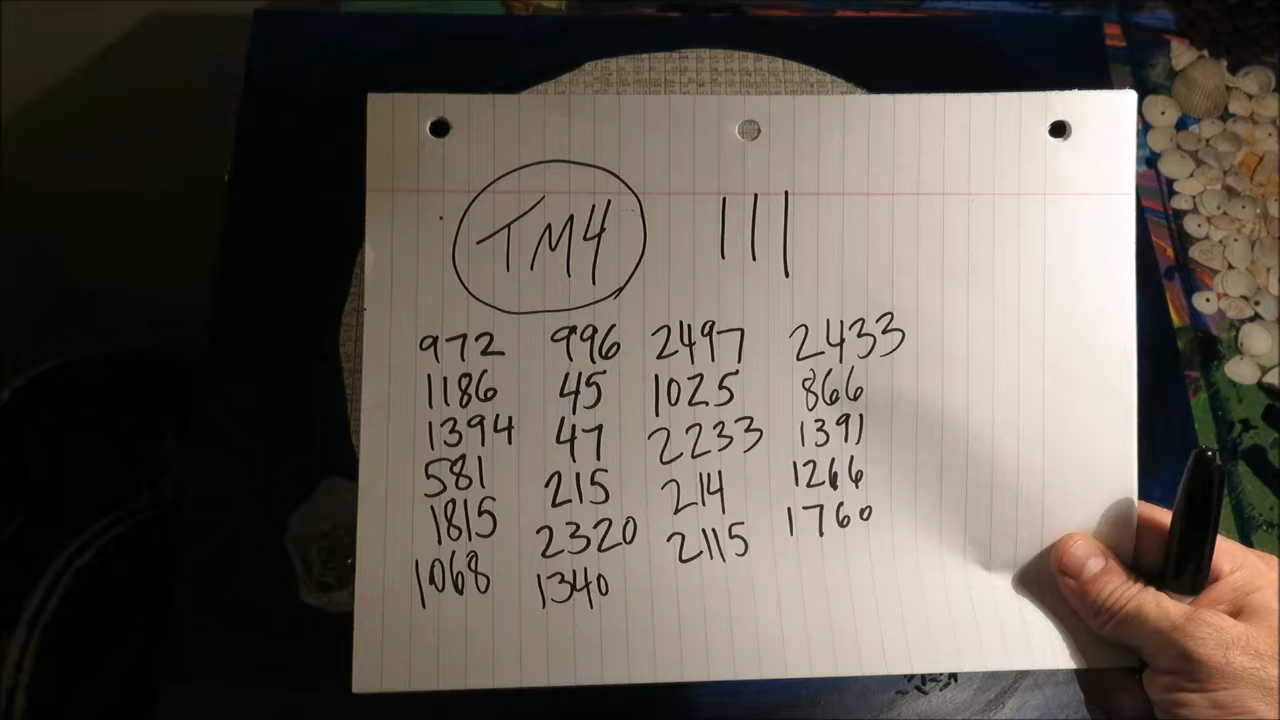 TM4 111
972 996 2497 2433
1186 45 1025 866
1394 47 2233 1391
581 215 214 1266
1815 2320 2115 1760
1068 1340